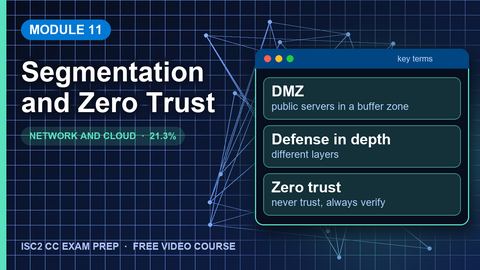 MODULE 11
Segmentation
and Zero Trust
NETWORK AND CLOUD · 21.3%
key terms
DMZ
public servers in a buffer zone
Defense in depth
different layers
Zero trust
never trust, always verify
ISC2 CC EXAM PREP · FREE VIDEO COURSE